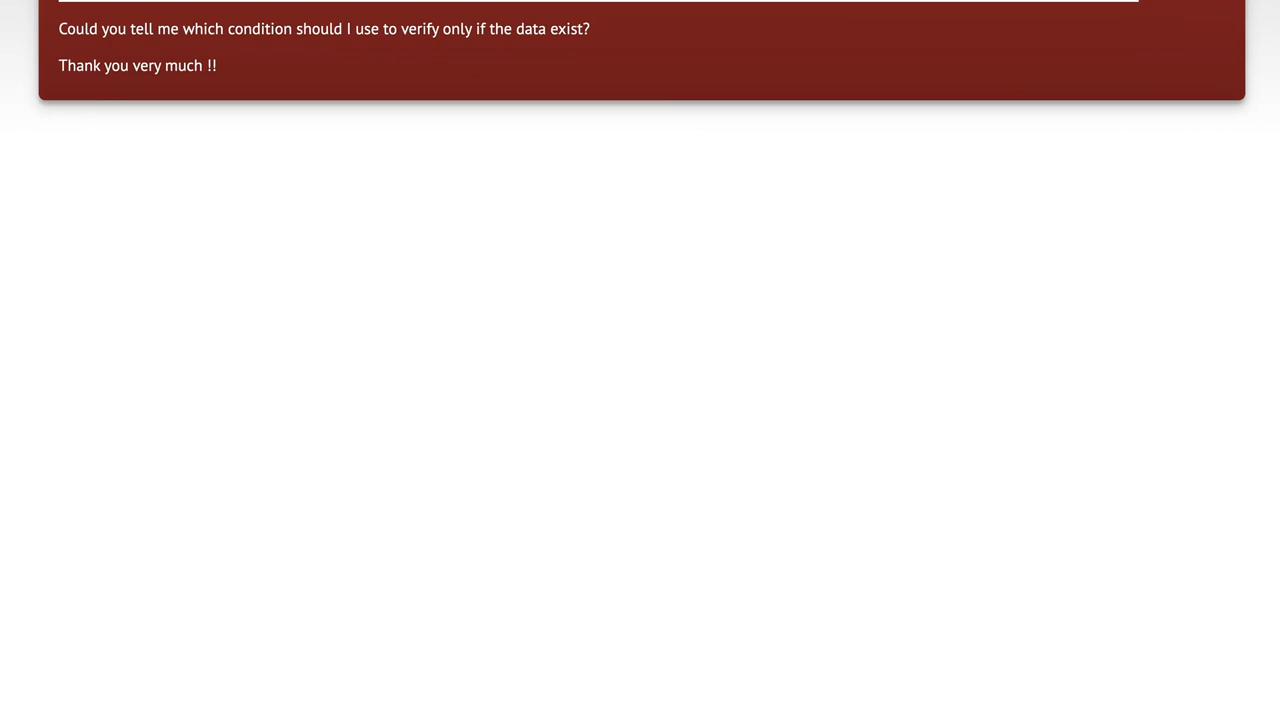 Could you tell me which condition should I use to verify only if the data exist?
Thank you very much !!